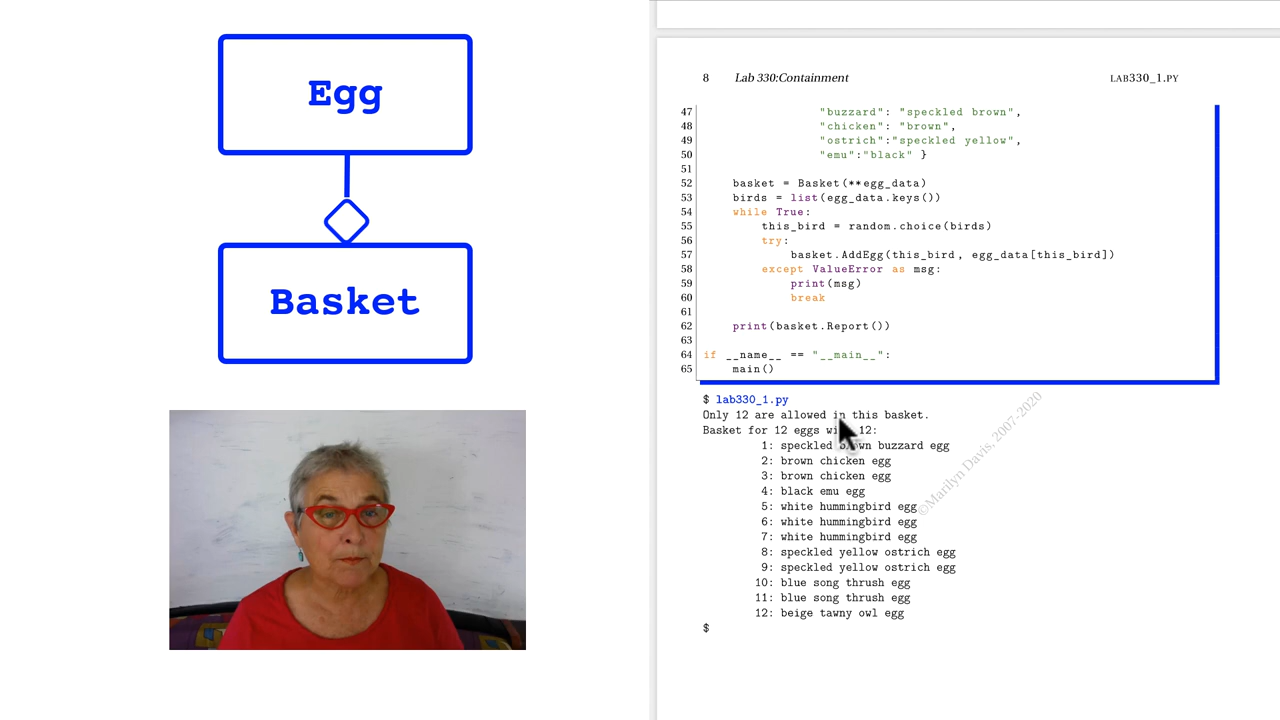 Egg
Basket
8 Lab 330:Containment LAB330_1.PY
47 "buzzard": "speckled brown",
48 "chicken": "brown",
49 "ostrich":"speckled yellow",
50 "emu":"black" }
51
52 basket = Basket(**egg_data)
53 birds = list(egg_data.keys())
54 while True:
55 this_bird = random.choice(birds)
56 try:
57 basket.AddEgg(this_bird, egg_data[this_bird])
58 except ValueError as msg:
59 print(msg)
60 break
61
62 print(basket.Report())
63
64 if __name__ == "__main__":
65 main()
$ lab330_1.py
Only 12 are allowed in this basket.
Basket for 12 eggs with 12:
1: speckled brown buzzard egg
2: brown chicken egg
3: brown chicken egg
4: black emu egg
5: white hummingbird egg
6: white hummingbird egg
7: white hummingbird egg
8: speckled yellow ostrich egg
9: speckled yellow ostrich egg
10: blue song thrush egg
11: blue song thrush egg
12: beige tawny owl egg
$
©Marilyn Davis, 2007-2020